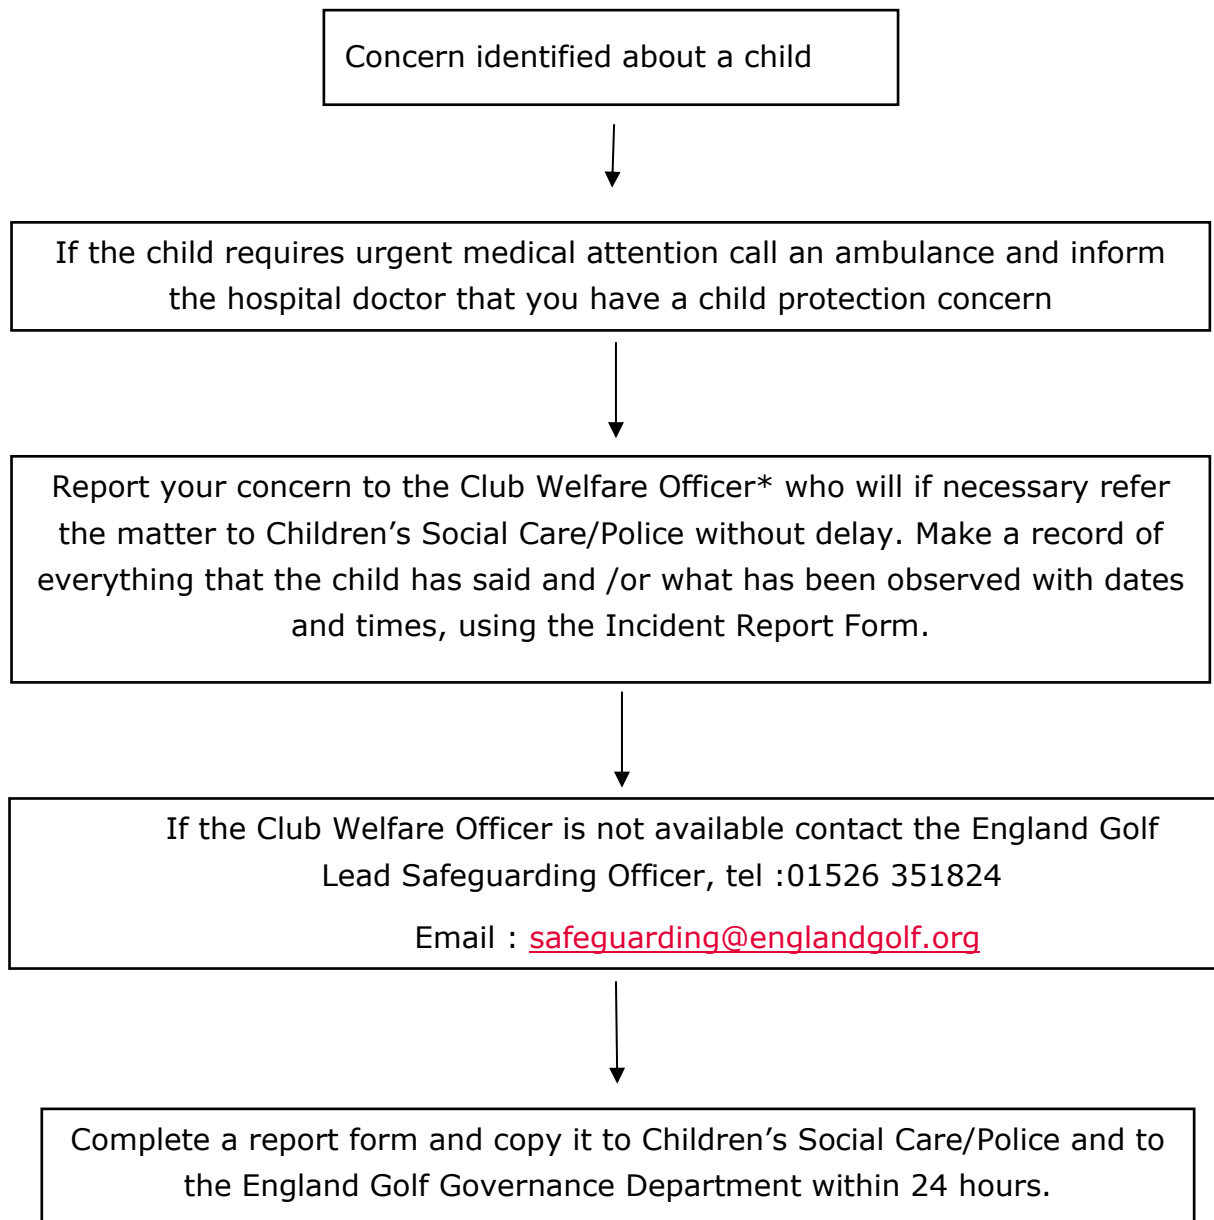 Concern identified about a child
If the child requires urgent medical attention call an ambulance and inform
the hospital doctor that you have a child protection concern
Report your concern to the Club Welfare Officer* who will if necessary refer
the matter to Children’s Social Care/Police without delay. Make a record of
everything that the child has said and /or what has been observed with dates
and times, using the Incident Report Form.
If the Club Welfare Officer is not available contact the England Golf
Lead Safeguarding Officer, tel :01526 351824
Email : safeguarding@englandgolf.org
Complete a report form and copy it to Children’s Social Care/Police and to
the England Golf Governance Department within 24 hours.